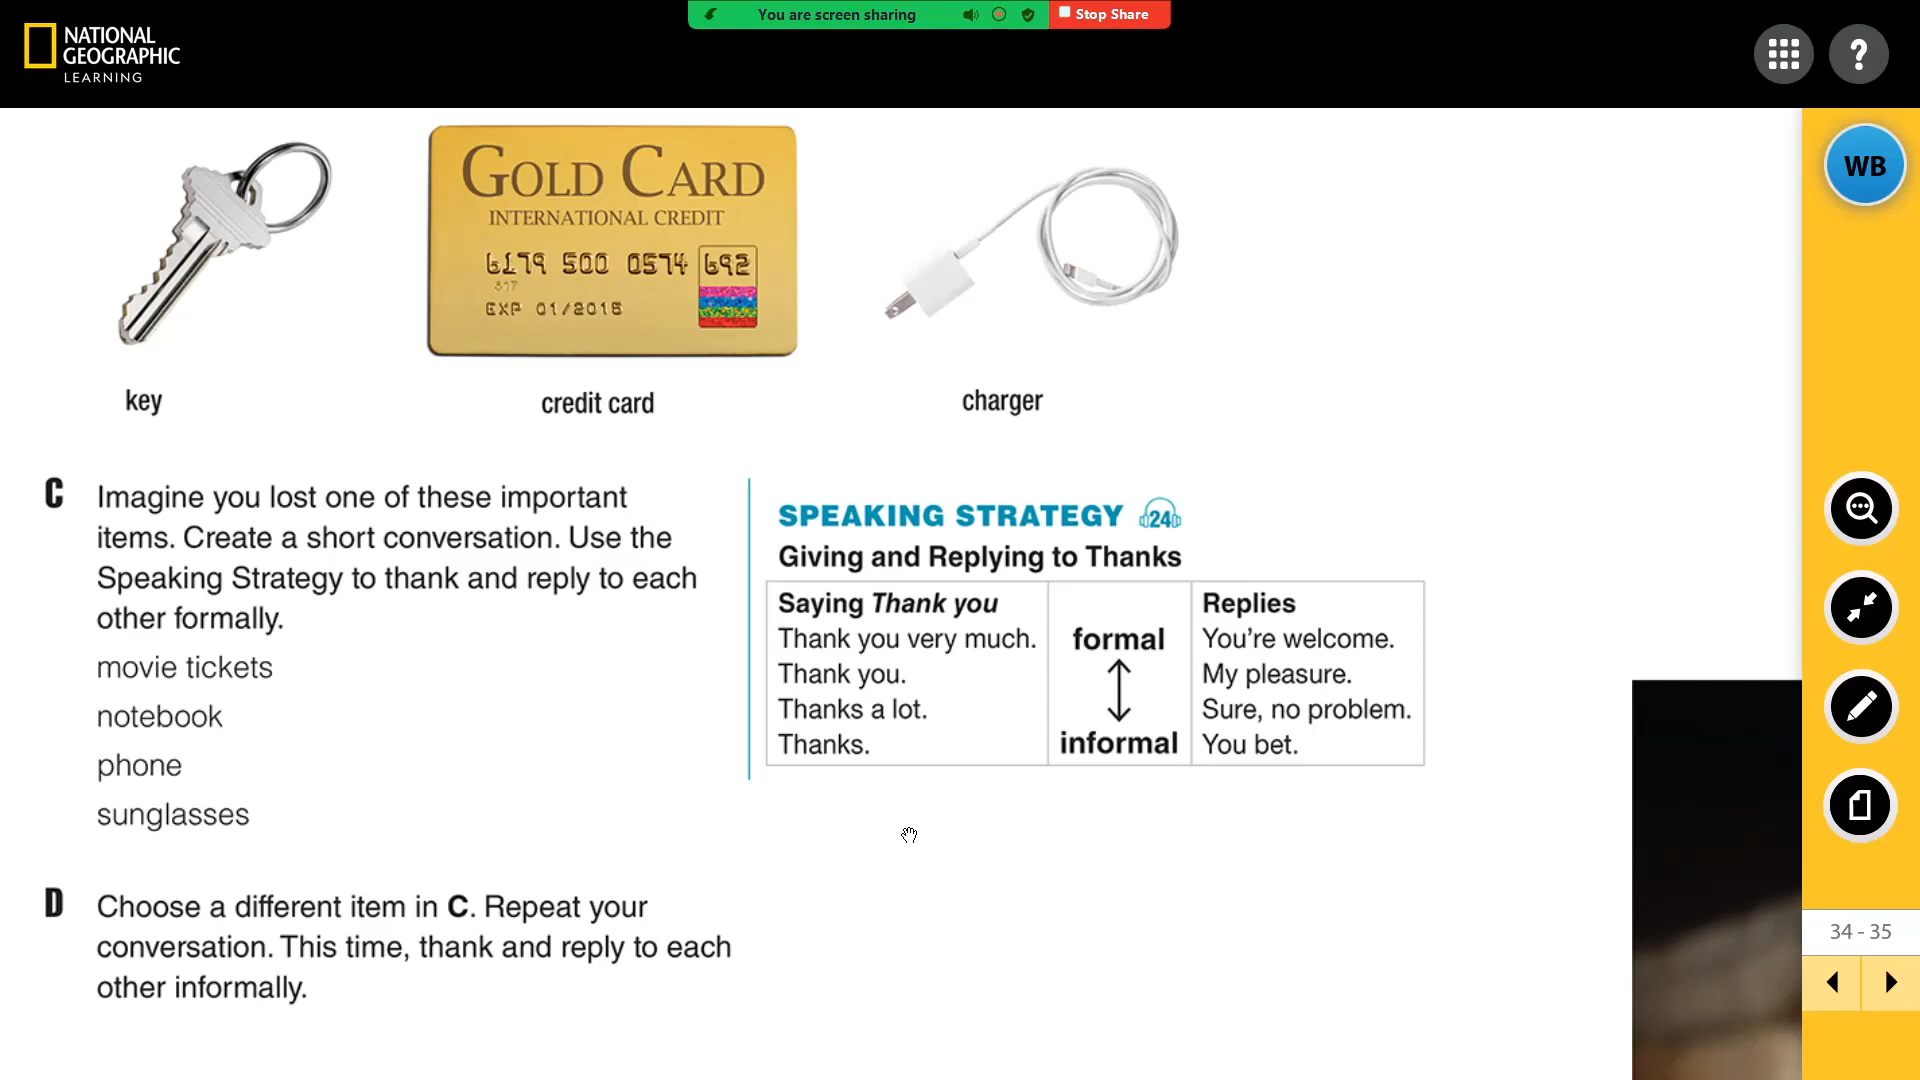 You are screen sharing
Stop Share
NATIONAL
GEOGRAPHIC
LEARNING
?
WB
GOLD CARD
INTERNATIONAL CREDIT
6179 500 0574 692
EXP 01/2015
key
credit card
charger
C
Imagine you lost one of these important
items. Create a short conversation. Use the
Speaking Strategy to thank and reply to each
other formally.
movie tickets
notebook
phone
sunglasses
SPEAKING STRATEGY 24
Giving and Replying to Thanks
Saying Thank you
Replies
Thank you very much.
formal
You're welcome.
Thank you.
My pleasure.
Thanks a lot.
Sure, no problem.
Thanks.
informal
You bet.
D
Choose a different item in C. Repeat your
conversation. This time, thank and reply to each
other informally.
34 - 35